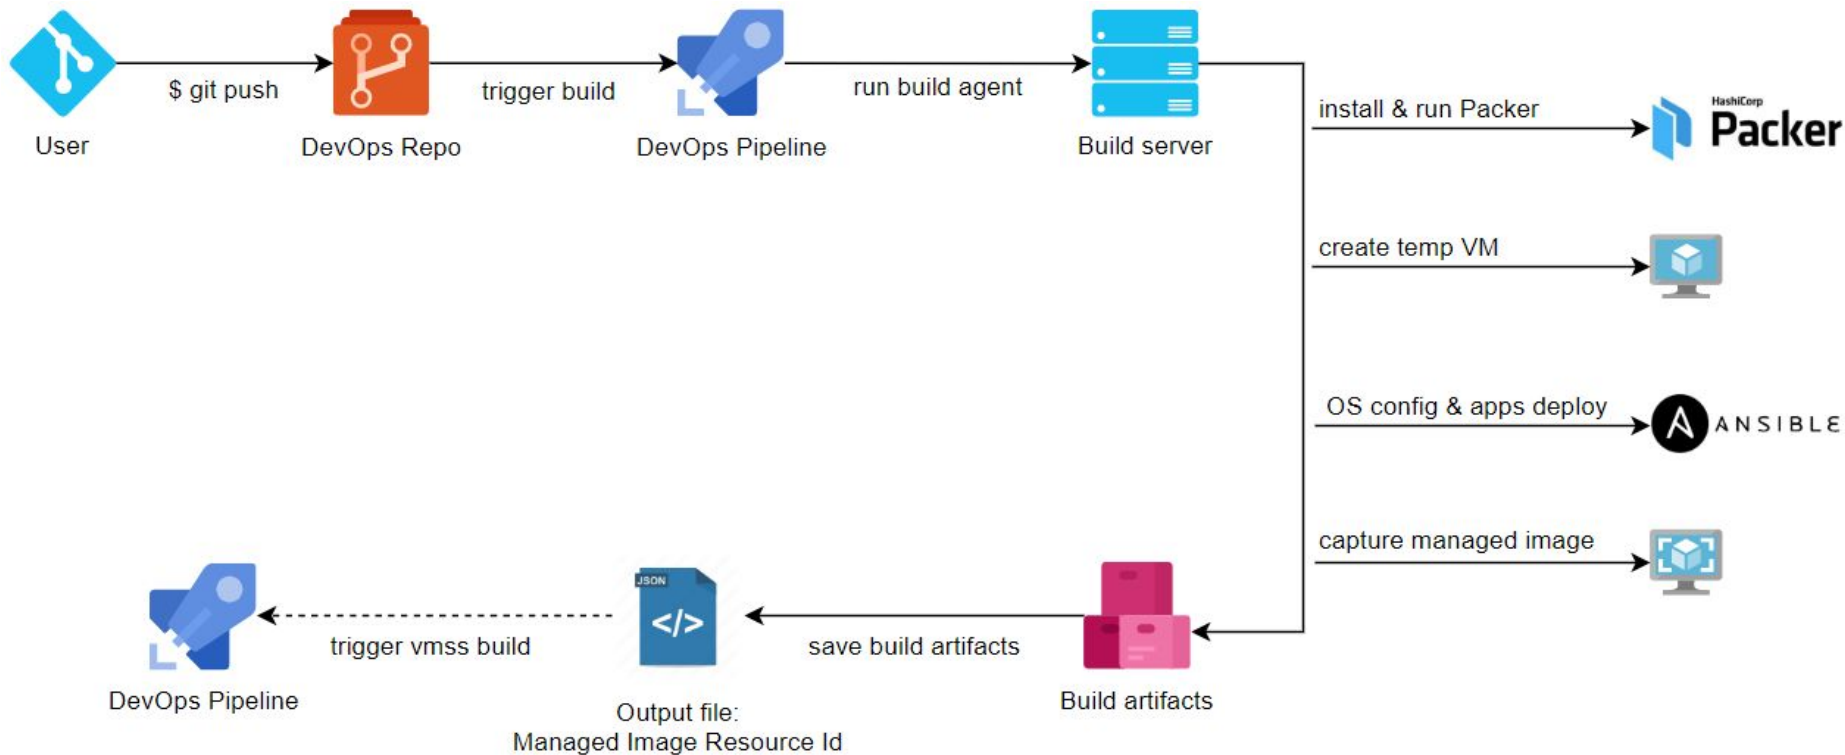 $ git push
trigger build
run build agent
User
DevOps Repo
DevOps Pipeline
Build server
install & run Packer
HashiCorp
Packer
create temp VM
OS config & apps deploy
ANSIBLE
capture managed image
JSON
</>
trigger vmss build
save build artifacts
DevOps Pipeline
Output file:
Managed Image Resource Id
Build artifacts